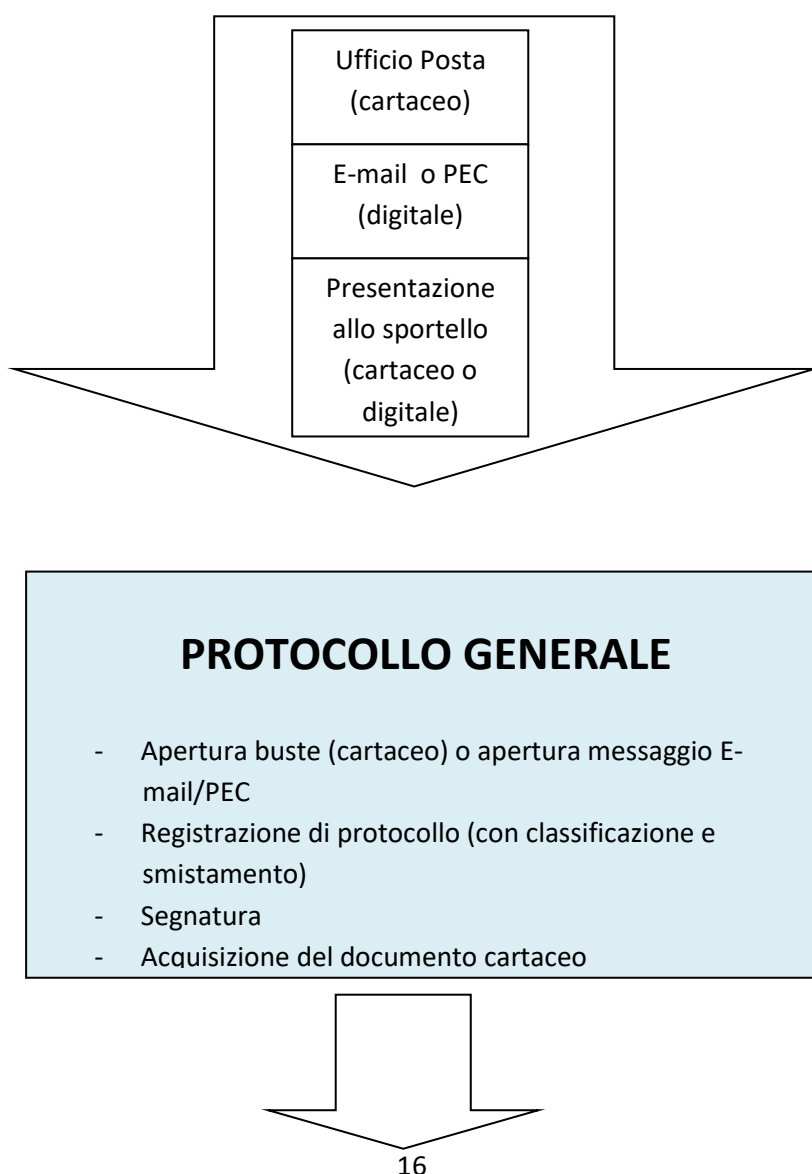 Ufficio Posta
(cartaceo)
E-mail o PEC
(digitale)
Presentazione
allo sportello
(cartaceo o
digitale)
PROTOCOLLO GENERALE
- Apertura buste (cartaceo) o apertura messaggio E-
mail/PEC
- Registrazione di protocollo (con classificazione e
smistamento)
- Segnatura
- Acquisizione del documento cartaceo
16